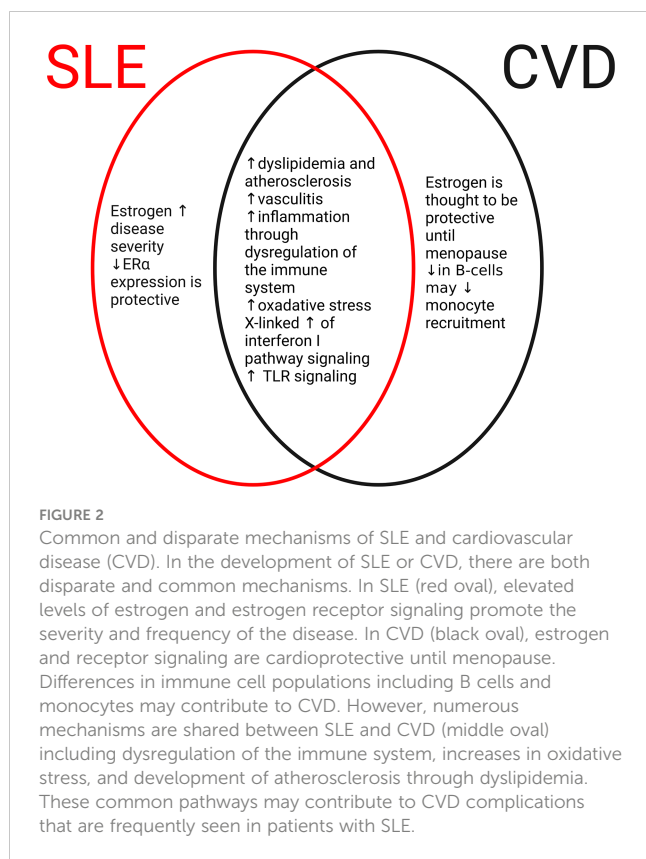 SLE
CVD
Estrogen ↑
disease
severity
↓ERα
expression is
protective
↑dyslipidemia and
atherosclerosis
↑vasculitis
↑inflammation
through
dysregulation of
the immune
system
↑oxadative stress
X-linked ↑ of
interferon I
pathway signaling
↑ TLR signaling
Estrogen is
thought to be
protective
until
menopause
↓in B-cells
may ↓
monocyte
recruitment
FIGURE 2
Common and disparate mechanisms of SLE and cardiovascular
disease (CVD). In the development of SLE or CVD, there are both
disparate and common mechanisms. In SLE (red oval), elevated
levels of estrogen and estrogen receptor signaling promote the
severity and frequency of the disease. In CVD (black oval), estrogen
and receptor signaling are cardioprotective until menopause.
Differences in immune cell populations including B cells and
monocytes may contribute to CVD. However, numerous
mechanisms are shared between SLE and CVD (middle oval)
including dysregulation of the immune system, increases in oxidative
stress, and development of atherosclerosis through dyslipidemia.
These common pathways may contribute to CVD complications
that are frequently seen in patients with SLE.